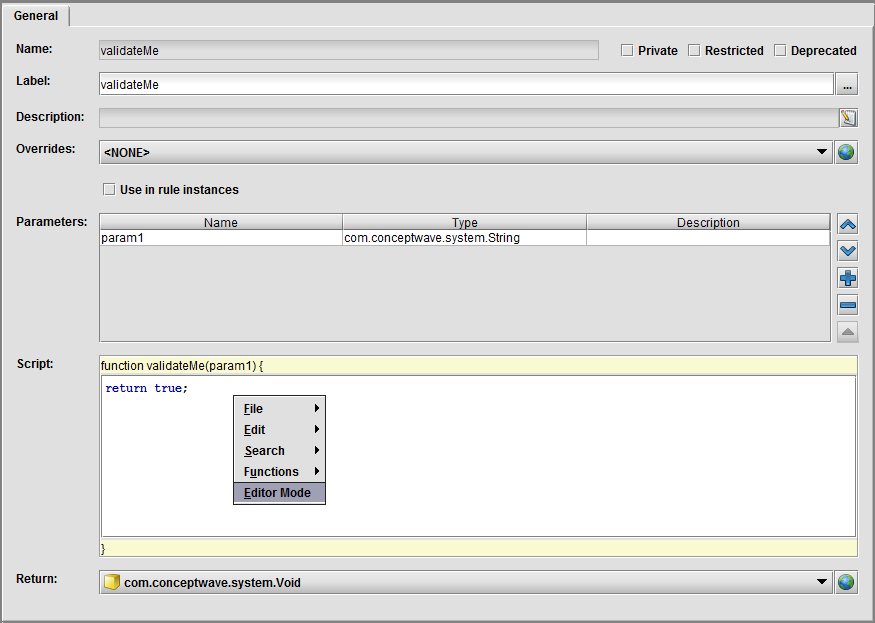 General
Name: validateMe Private Restricted Deprecated
Label: validateMe ...
Description:
Overrides: <NONE>
Use in rule instances
Parameters: Name Type Description
param1 com.conceptwave.system.String
Script: function validateMe(param1) {
return true;
File
Edit
Search
Functions
Editor Mode
}
Return: com.conceptwave.system.Void